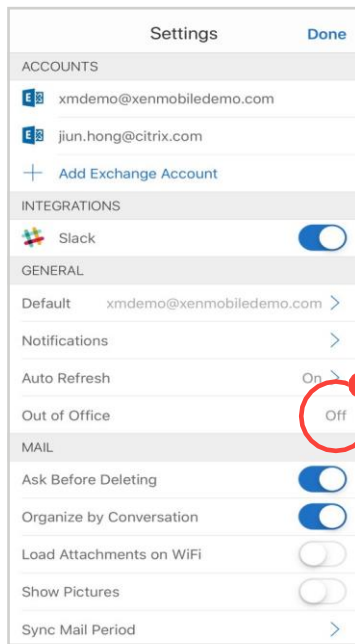 Settings Done
ACCOUNTS
xmdemo@xenmobiledemo.com
jiun.hong@citrix.com
Add Exchange Account
INTEGRATIONS
Slack
GENERAL
Default xmdemo@xenmobiledemo.com
Notifications
Auto Refresh On
Out of Office Off
MAIL
Ask Before Deleting
Organize by Conversation
Load Attachments on WiFi
Show Pictures
Sync Mail Period